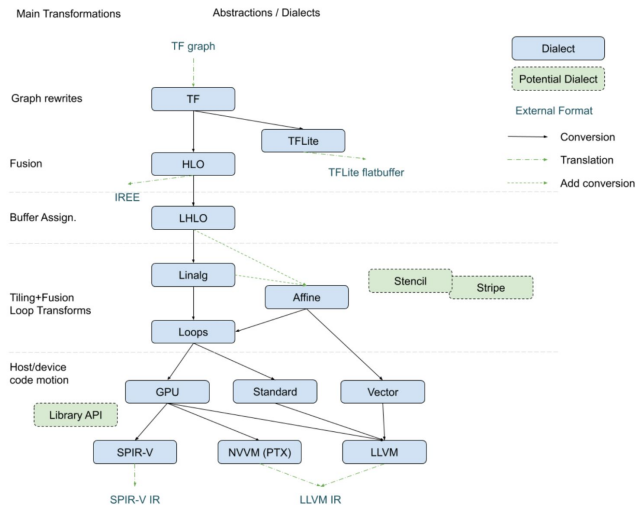 Main Transformations
Abstractions / Dialects
TF graph
Dialect
Potential Dialect
Graph rewrites
TF
External Format
TFLite
Conversion
Fusion
HLO
TFLite flatbuffer
Translation
IREE
Add conversion
Buffer Assign.
LHLO
Linalg
Stencil
Stripe
Tiling+Fusion
Loop Transforms
Affine
Loops
Host/device
code motion
GPU
Standard
Vector
Library API
SPIR-V
NVVM (PTX)
LLVM
SPIR-V IR
LLVM IR